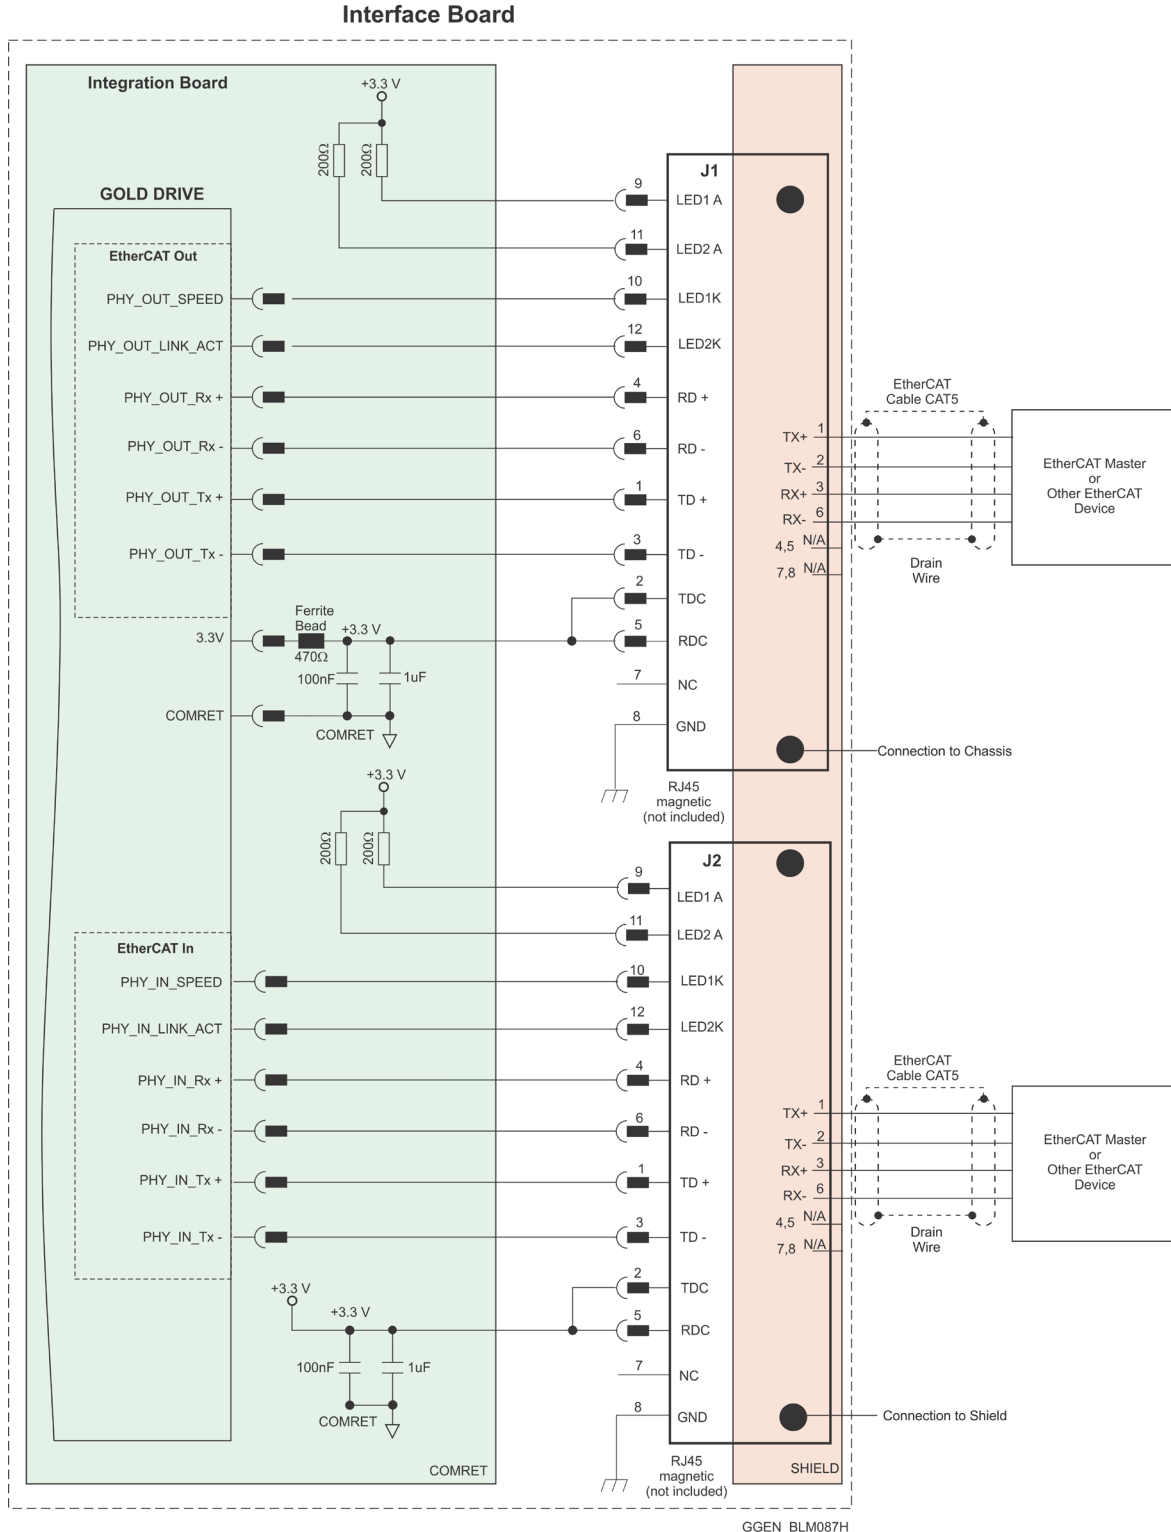 Interface Board
Integration Board
+3.3 V
200Ω
200Ω
GOLD DRIVE
EtherCAT Out
PHY_OUT_SPEED
PHY_OUT_LINK_ACT
PHY_OUT_Rx +
PHY_OUT_Rx -
PHY_OUT_Tx +
PHY_OUT_Tx -
3.3V
Ferrite
Bead
470Ω
+3.3 V
100nF
1uF
COMRET
COMRET
J1
9
LED1 A
11
LED2 A
10
LED1K
12
LED2K
4
RD +
6
RD -
1
TD +
3
TD -
2
TDC
5
RDC
7
NC
8
GND
RJ45
magnetic
(not included)
TX+ 1
TX- 2
RX+ 3
RX- 6
4,5 N/A
7,8 N/A
EtherCAT
Cable CAT5
Drain
Wire
EtherCAT Master
or
Other EtherCAT
Device
Connection to Chassis
+3.3 V
200Ω
200Ω
EtherCAT In
PHY_IN_SPEED
PHY_IN_LINK_ACT
PHY_IN_Rx +
PHY_IN_Rx -
PHY_IN_Tx +
PHY_IN_Tx -
+3.3 V
+3.3 V
100nF
1uF
COMRET
COMRET
J2
9
LED1 A
11
LED2 A
10
LED1K
12
LED2K
4
RD +
6
RD -
1
TD +
3
TD -
2
TDC
5
RDC
7
NC
8
GND
RJ45
magnetic
(not included)
TX+ 1
TX- 2
RX+ 3
RX- 6
4,5 N/A
7,8 N/A
EtherCAT
Cable CAT5
Drain
Wire
EtherCAT Master
or
Other EtherCAT
Device
Connection to Shield
SHIELD
GGEN BLM087H